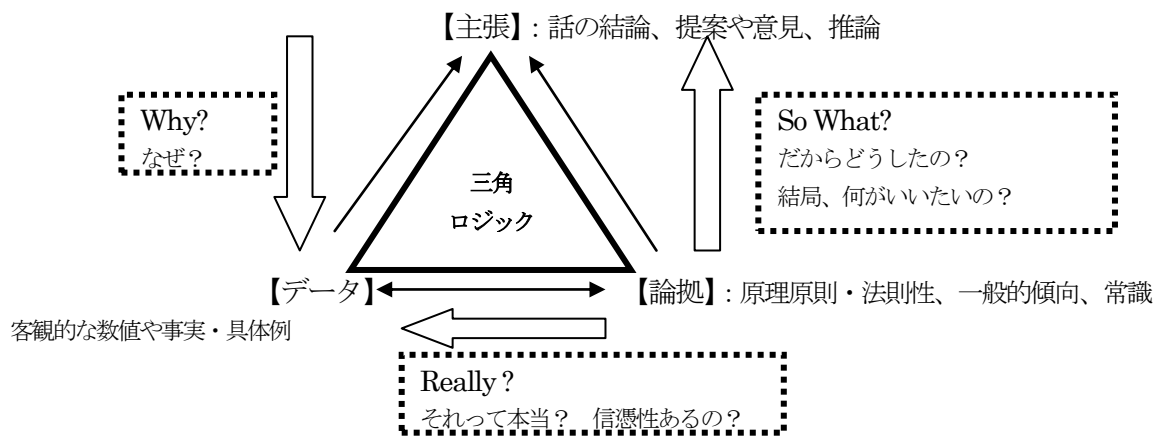 【主張】:話の結論、提案や意見、推論
Why?
なぜ?
So What?
だからどうしたの?
結局、何がいいたいの?
三角
ロジック
【データ】
【論拠】:原理原則・法則性、一般的傾向、常識
客観的な数値や事実・具体例
Really?
それって本当? 信憑性あるの?